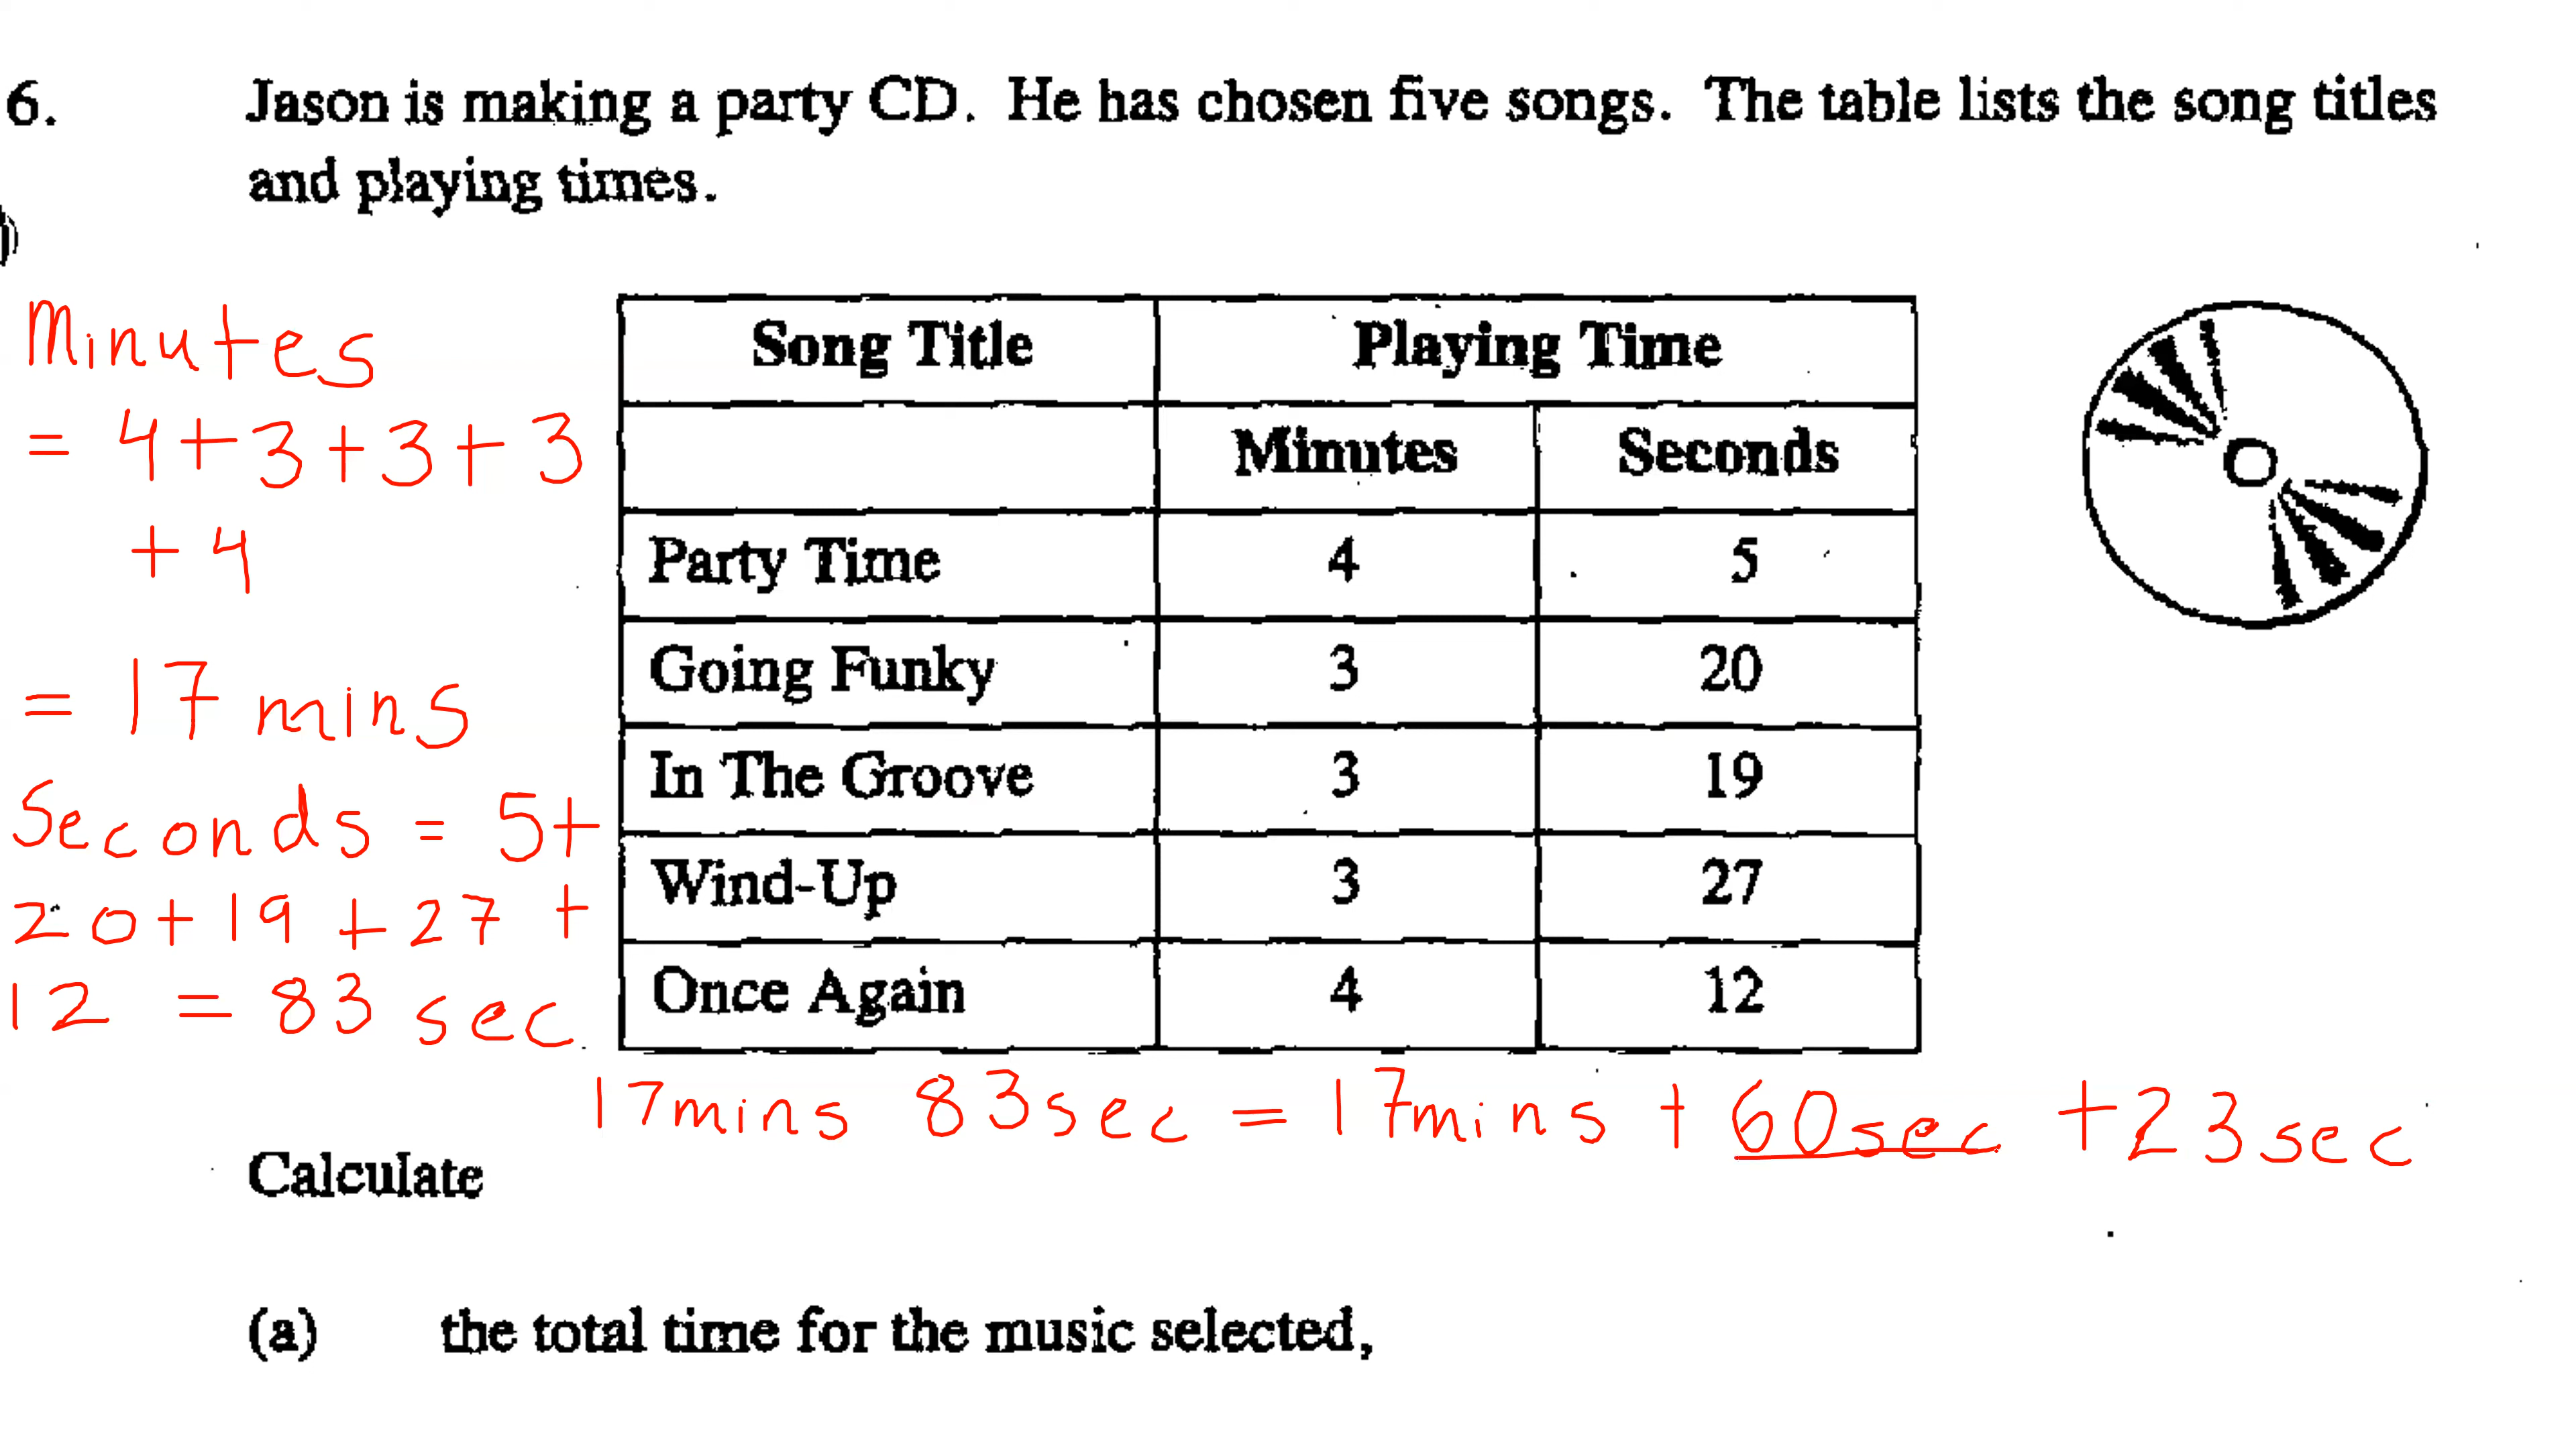 6. Jason is making a party CD. He has chosen five songs. The table lists the song titles
and playing times.
)
Minutes
= 4+3+3+3
+ 4
= 17 mins
Seconds = 5+
20+19+27+
12 = 83 sec
Song Title Playing Time
Minutes Seconds
Party Time 4 5
Going Funky 3 20
In The Groove 3 19
Wind-Up 3 27
Once Again 4 12
17mins 83sec = 17mins + 60sec + 23sec
Calculate
(a) the total time for the music selected,